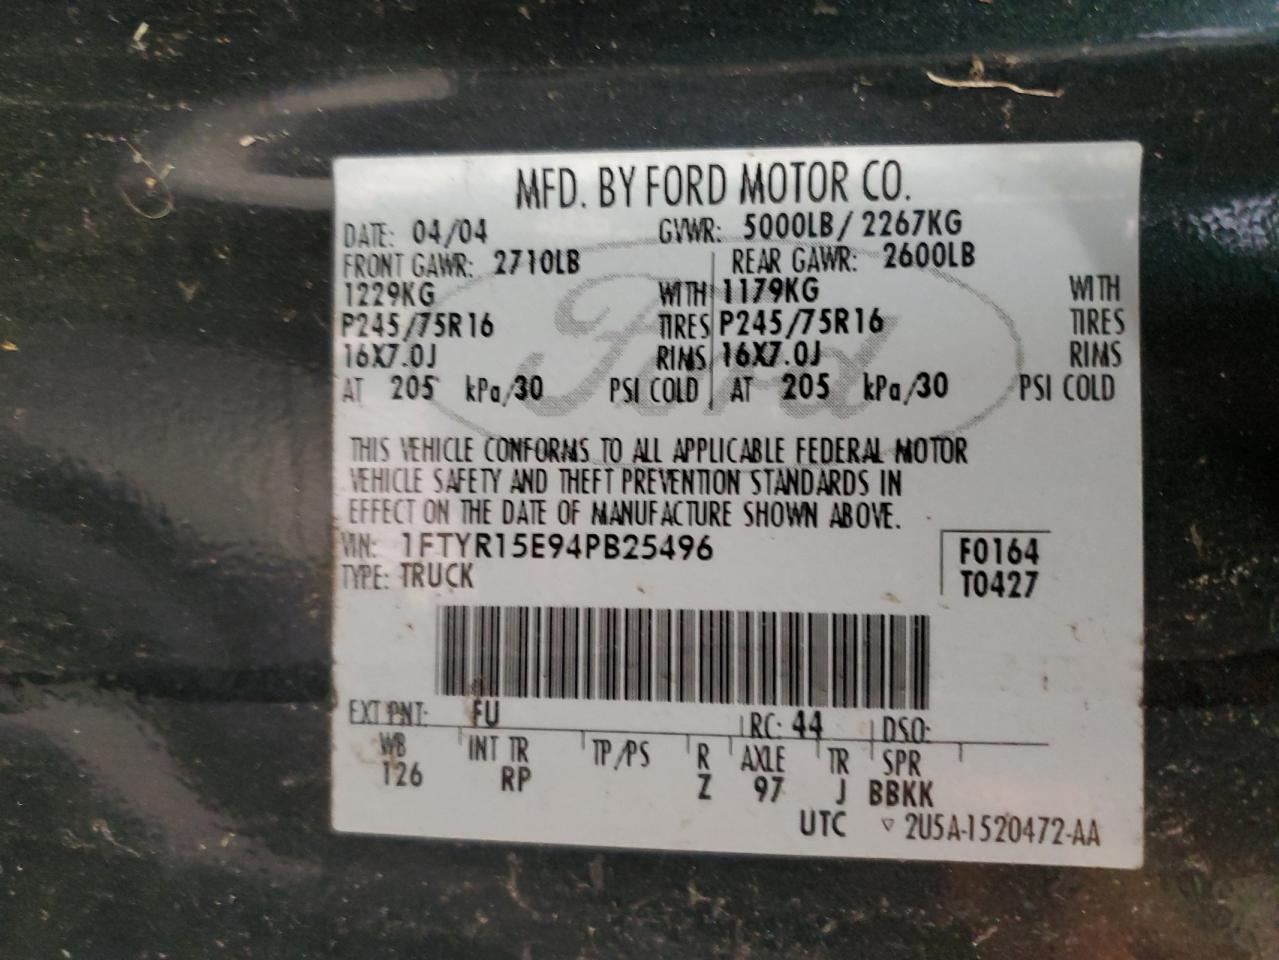 MFD. BY FORD MOTOR CO.
DATE: 04/04 GVWR: 5000LB / 2267KG
FRONT GAWR: 2710LB REAR GAWR: 2600LB
1229KG WITH 1179KG WITH
P245/75R16 TIRES P245/75R16 TIRES
16X7.0J RIMS 16X7.0J RIMS
AT 205 kPa/30 PSI COLD AT 205 kPa/30 PSI COLD
Ford
THIS VEHICLE CONFORMS TO ALL APPLICABLE FEDERAL MOTOR
VEHICLE SAFETY AND THEFT PREVENTION STANDARDS IN
EFFECT ON THE DATE OF MANUFACTURE SHOWN ABOVE.
VIN: 1FTYR15E94PB25496 F0164
TYPE: TRUCK T0427
EXT PNT: FU RC: 44 DSO:
WB INT TR TP/PS R AXLE TR SPR
126 RP Z 97 J BBKK
UTC ▽ 2U5A-1520472-AA